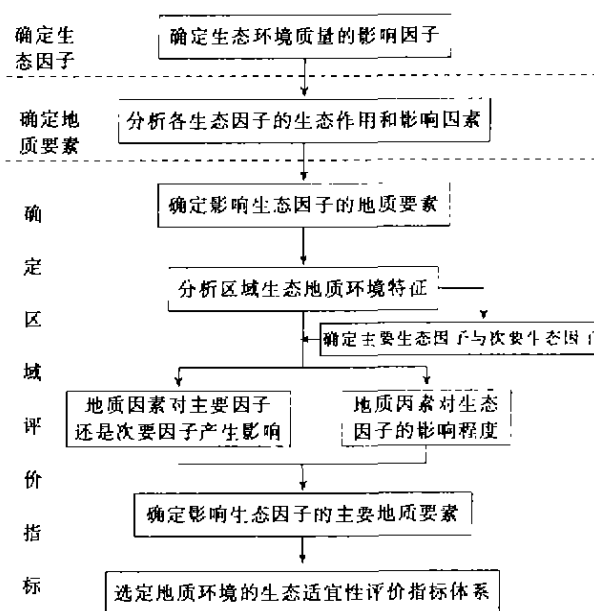 确定生
态因子
确定生态环境质量的影响因子
确定地
质要素
分析各生态因子的生态作用和影响因素
确定区域评价指标
确定影响生态因子的地质要素
分析区域生态地质环境特征
确定主要生态因子与次要生态因子
地质因素对主要因子
还是次要因子产生影响
地质因素对生态
因子的影响程度
确定影响生态因子的主要地质要素
选定地质环境的生态适宜性评价指标体系